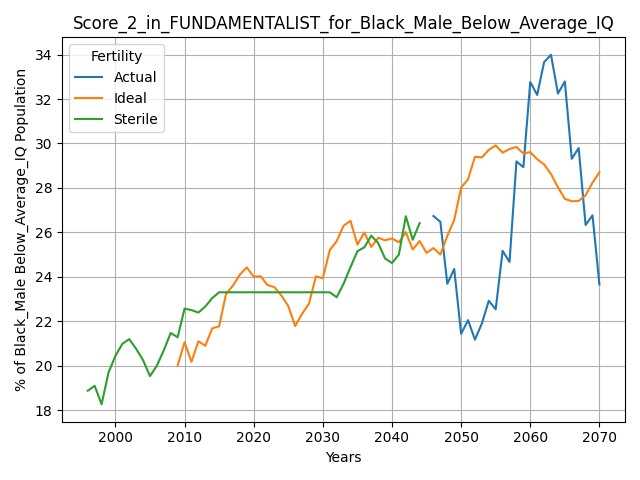 Score_2_in_FUNDAMENTALIST_for_Black_Male_Below_Average_IQ
Fertility
Actual
Ideal
Sterile
% of Black_Male Below_Average_IQ Population
34
32
30
28
26
24
22
20
18
2000 2010 2020 2030 2040 2050 2060 2070
Years